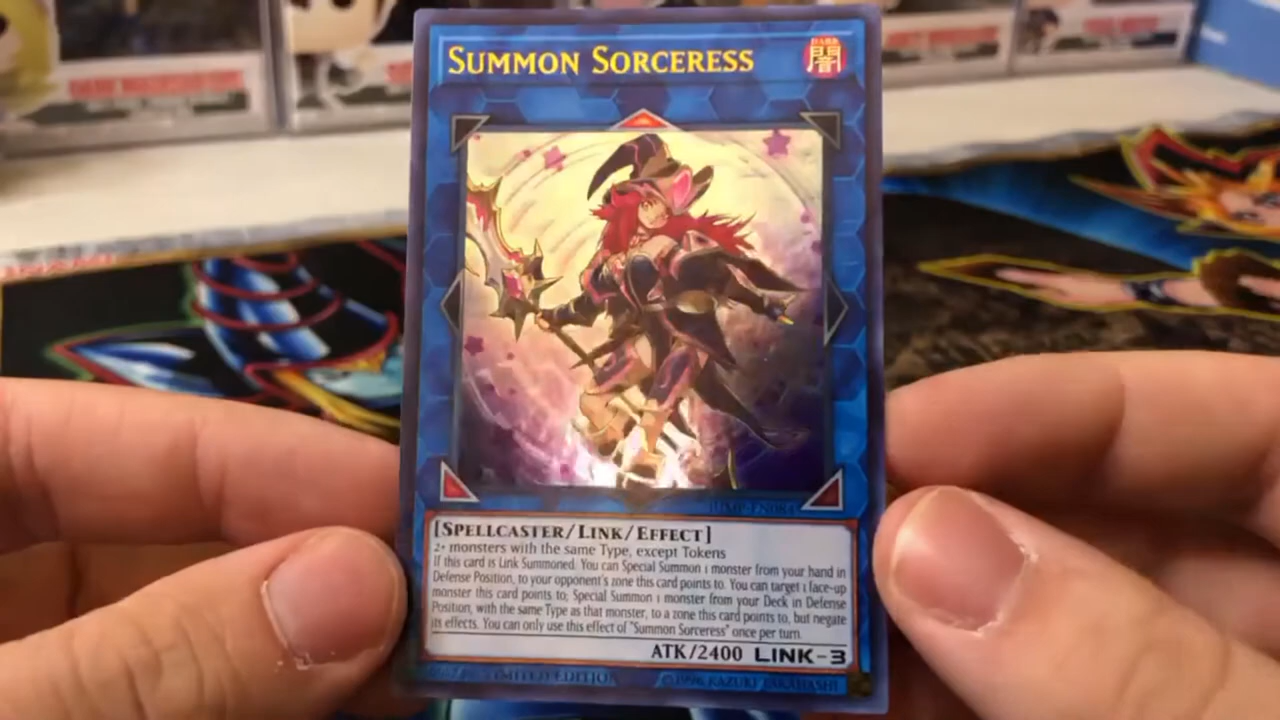 SUMMON SORCERESS
DARK
闇
JUMP-EN084
[SPELLCASTER/LINK/EFFECT]
2+ monsters with the same Type, except Tokens
If this card is Link Summoned: You can Special Summon 1 monster from your hand in
Defense Position, to your opponent's zone this card points to. You can target 1 face-up
monster this card points to; Special Summon 1 monster from your Deck in Defense
Position, with the same Type as that monster, to a zone this card points to, but negate
its effects. You can only use this effect of "Summon Sorceress" once per turn.
ATK/2400 LINK-3
LIMITED EDITION
©1996 KAZUKI TAKAHASHI